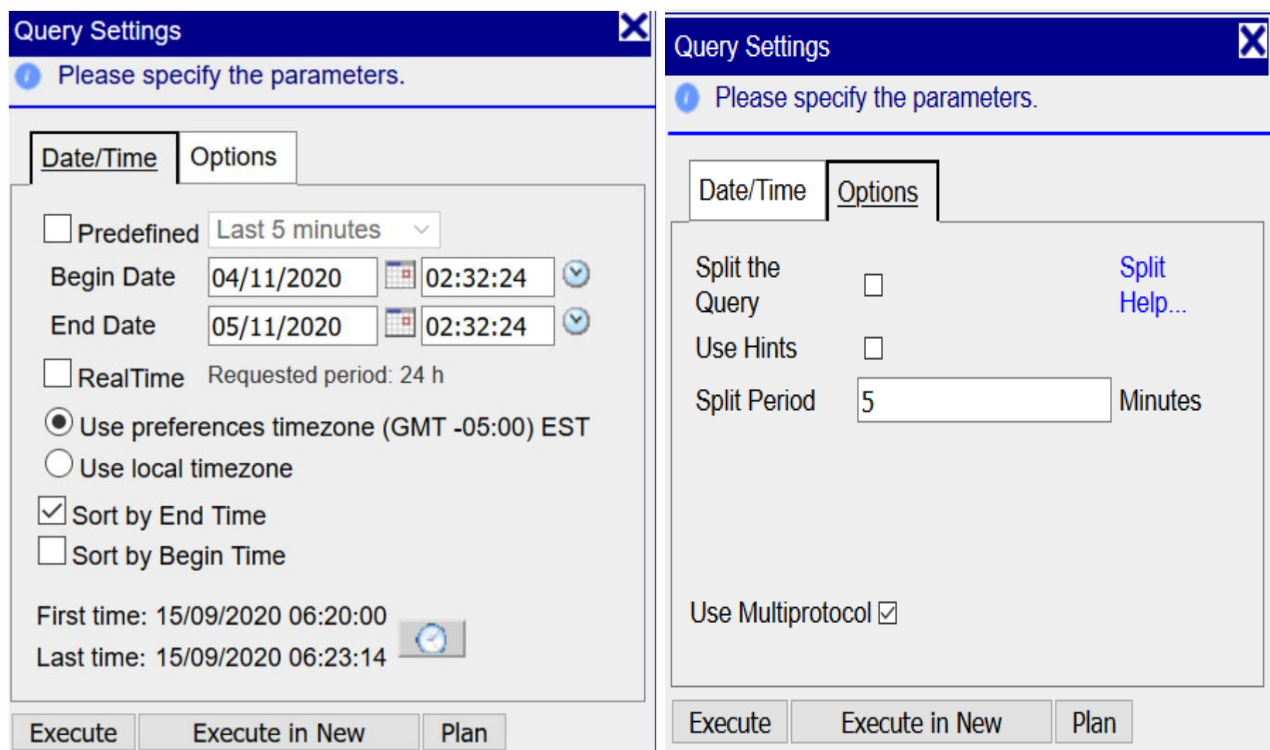 Query Settings
Please specify the parameters.
Date/Time Options
Predefined Last 5 minutes
Begin Date 04/11/2020 02:32:24
End Date 05/11/2020 02:32:24
RealTime Requested period: 24 h
Use preferences timezone (GMT -05:00) EST
Use local timezone
Sort by End Time
Sort by Begin Time
First time: 15/09/2020 06:20:00
Last time: 15/09/2020 06:23:14
Execute Execute in New Plan
Query Settings
Please specify the parameters.
Date/Time Options
Split the Split
Query Help...
Use Hints
Split Period 5 Minutes
Use Multiprotocol
Execute Execute in New Plan